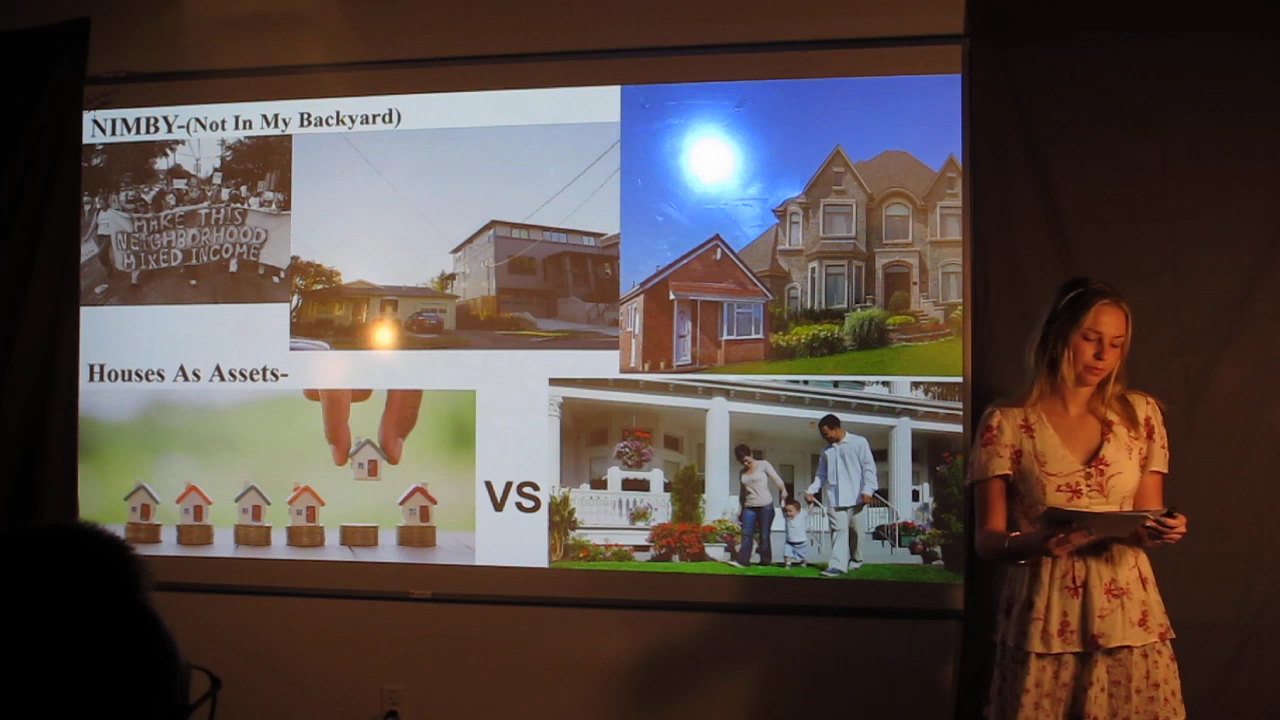 NIMBY-(Not In My Backyard)
MAKE THIS
NEIGHBORHOOD
MIXED INCOME
Houses As Assets-
VS